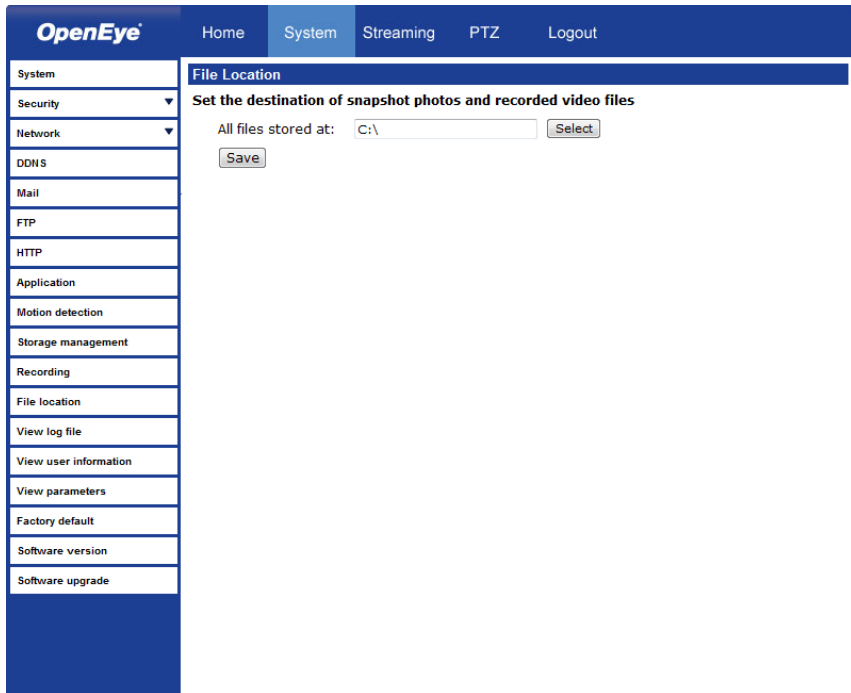 OpenEye
Home System Streaming PTZ Logout
System
Security
Network
DDNS
Mail
FTP
HTTP
Application
Motion detection
Storage management
Recording
File location
View log file
View user information
View parameters
Factory default
Software version
Software upgrade
File Location
Set the destination of snapshot photos and recorded video files
All files stored at: C:\ Select
Save